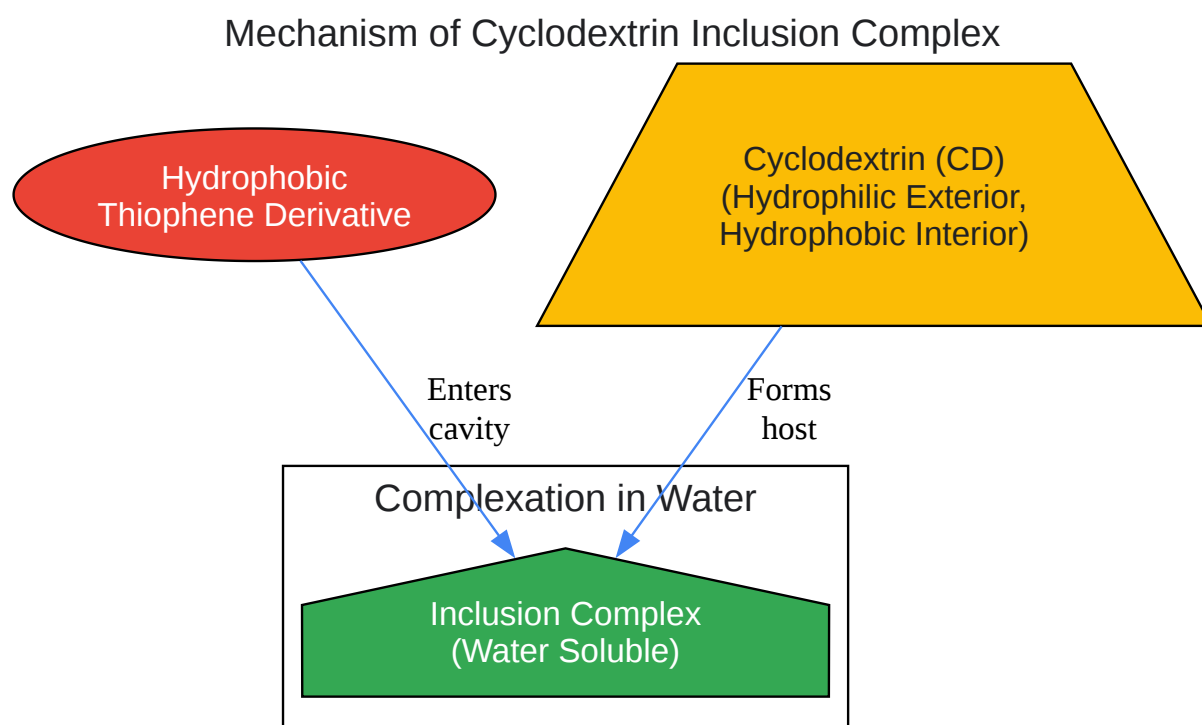 Mechanism of Cyclodextrin Inclusion Complex
Hydrophobic
Thiophene Derivative
Cyclodextrin (CD)
(Hydrophilic Exterior,
Hydrophobic Interior)
Enters
cavity
Forms
host
Complexation in Water
Inclusion Complex
(Water Soluble)